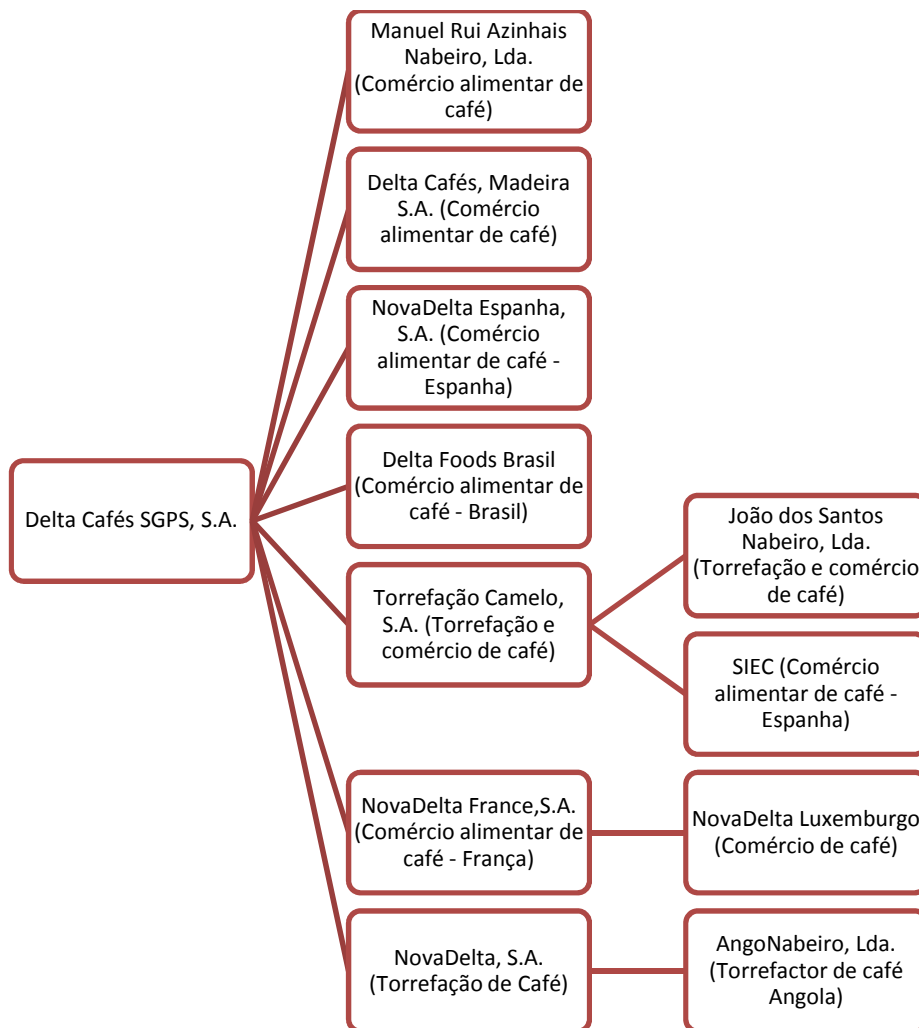 Manuel Rui Azinhais
Nabeiro, Lda.
(Comércio alimentar de
café)
Delta Cafés, Madeira
S.A. (Comércio
alimentar de café)
NovaDelta Espanha,
S.A. (Comércio
alimentar de café -
Espanha)
Delta Foods Brasil
(Comércio alimentar de
café - Brasil)
Delta Cafés SGPS, S.A.
Torrefação Camelo,
S.A. (Torrefação e
comércio de café)
João dos Santos
Nabeiro, Lda.
(Torrefação e comércio
de café)
SIEC (Comércio
alimentar de café -
Espanha)
NovaDelta France,S.A.
(Comércio alimentar de
café - França)
NovaDelta Luxemburgo
(Comércio de café)
NovaDelta, S.A.
(Torrefação de Café)
AngoNabeiro, Lda.
(Torrefactor de café
Angola)